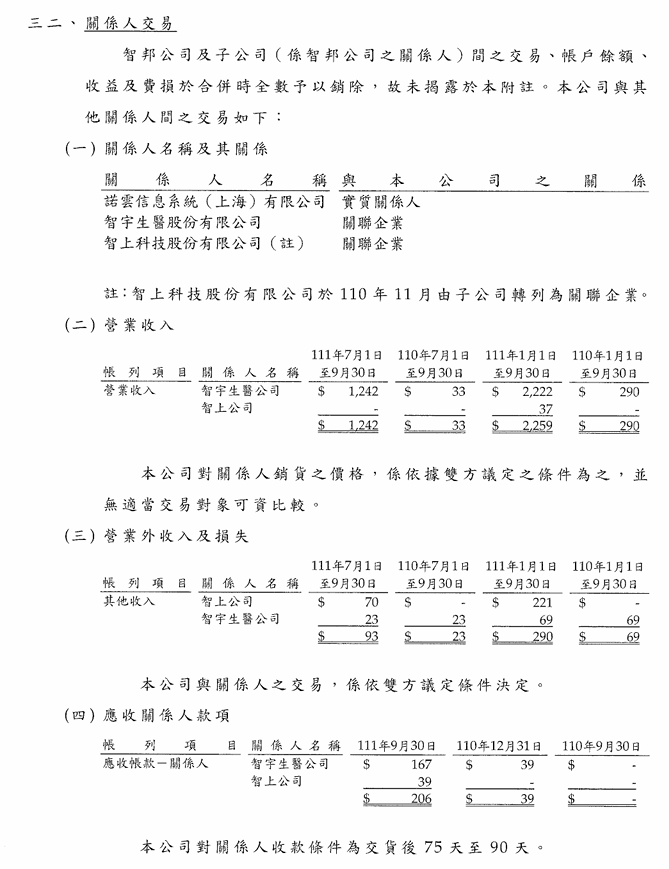 三二、關係人交易
智邦公司及子公司（係智邦公司之關係人）間之交易、帳戶餘額、
收益及費損於合併時全數予以銷除，故未揭露於本附註。本公司與其
他關係人間之交易如下：
(一)關係人名稱及其關係
關係人名稱 與本公司之關係
諾雲信息系統（上海）有限公司 實質關係人
智宇生醫股份有限公司 關聯企業
智上科技股份有限公司（註） 關聯企業
註：智上科技股份有限公司於 110 年 11 月由子公司轉列為關聯企業。
(二)營業收入
111年7月1日 110年7月1日 111年1月1日 110年1月1日
帳列項目 關係人名稱 至9月30日 至9月30日 至9月30日 至9月30日
營業收入 智宇生醫公司 $ 1,242 $ 33 $ 2,222 $ 290
智上公司 - - 37 -
$ 1,242 $ 33 $ 2,259 $ 290
本公司對關係人銷貨之價格，係依據雙方議定之條件為之，並
無適當交易對象可資比較。
(三)營業外收入及損失
111年7月1日 110年7月1日 111年1月1日 110年1月1日
帳列項目 關係人名稱 至9月30日 至9月30日 至9月30日 至9月30日
其他收入 智上公司 $ 70 $ - $ 221 $ -
智宇生醫公司 23 23 69 69
$ 93 $ 23 $ 290 $ 69
本公司與關係人之交易，係依雙方議定條件決定。
(四)應收關係人款項
帳列項目 關係人名稱 111年9月30日 110年12月31日 110年9月30日
應收帳款－關係人 智宇生醫公司 $ 167 $ 39 $ -
智上公司 39 - -
$ 206 $ 39 $ -
本公司對關係人收款條件為交貨後 75 天至 90 天。